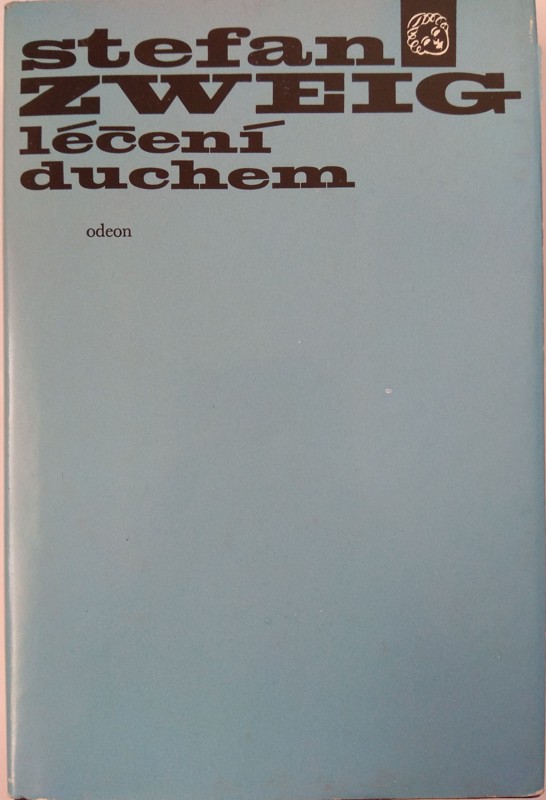 stefan
ZWEIG
léčení
duchem
odeon